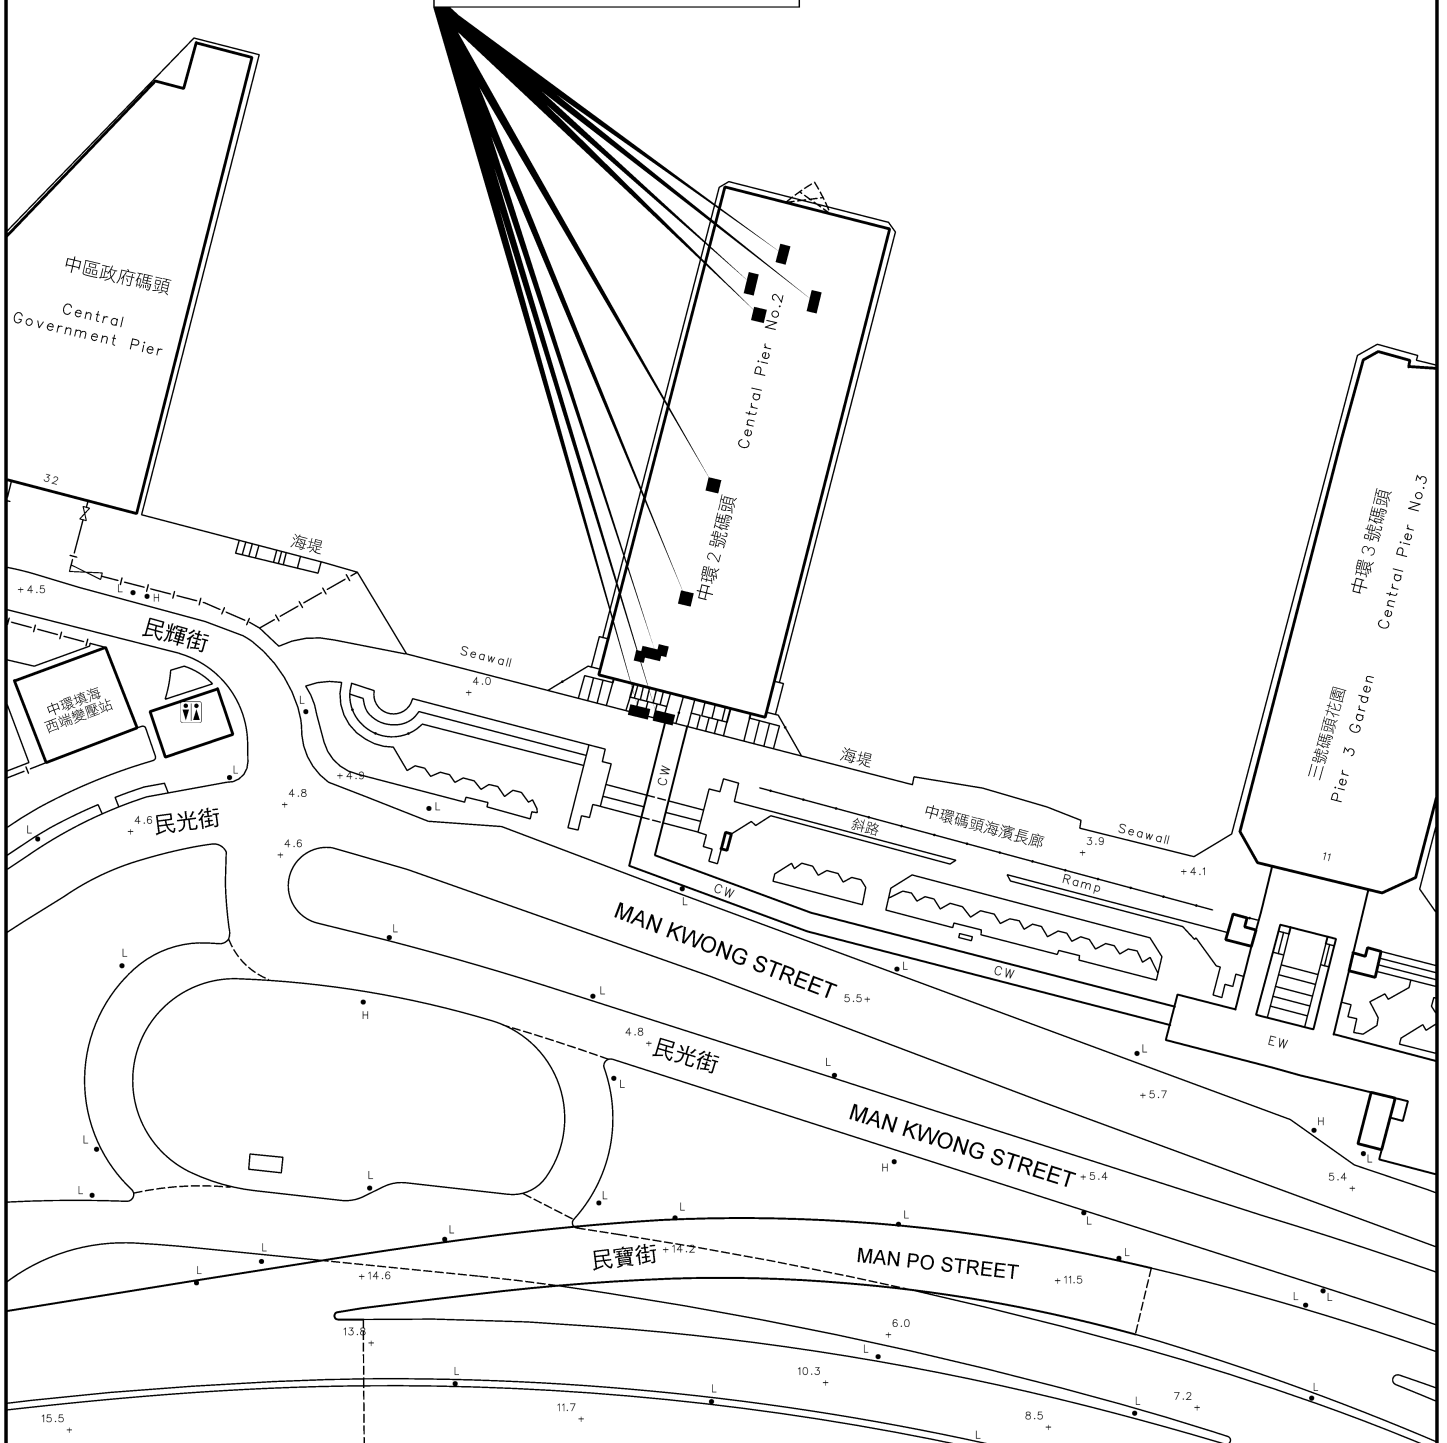 中區政府碼頭
Central
Government Pier
32
海堤
Central Pier No.2
中環2號碼頭
中環3號碼頭
Central Pier No.3
三號碼頭花園
Pier 3 Garden
+4.5
L
H
民輝街
Seawall
4.0
+
中環填海
西端變壓站
L
L
+4.9
4.8
+
L
4.6
+
民光街
L
4.6
+
CW
海堤
中環碼頭海濱長廊
斜路
Seawall
3.9
+
+4.1
11
Ramp
CW
L
MAN KWONG STREET
5.5+
L
CW
EW
L
L
H
L
4.8
+
民光街
L
L
L
+5.7
H
L
MAN KWONG STREET
+5.4
5.4
+
H
L
L
L
L
L
L
L
L
L
L
L
民寶街
+14.2
MAN PO STREET
+11.5
+14.6
L
L
13.8
+
6.0
+
L
10.3
+
L
L
L
7.2
+
L
15.5
+
11.7
+
8.5
+
L